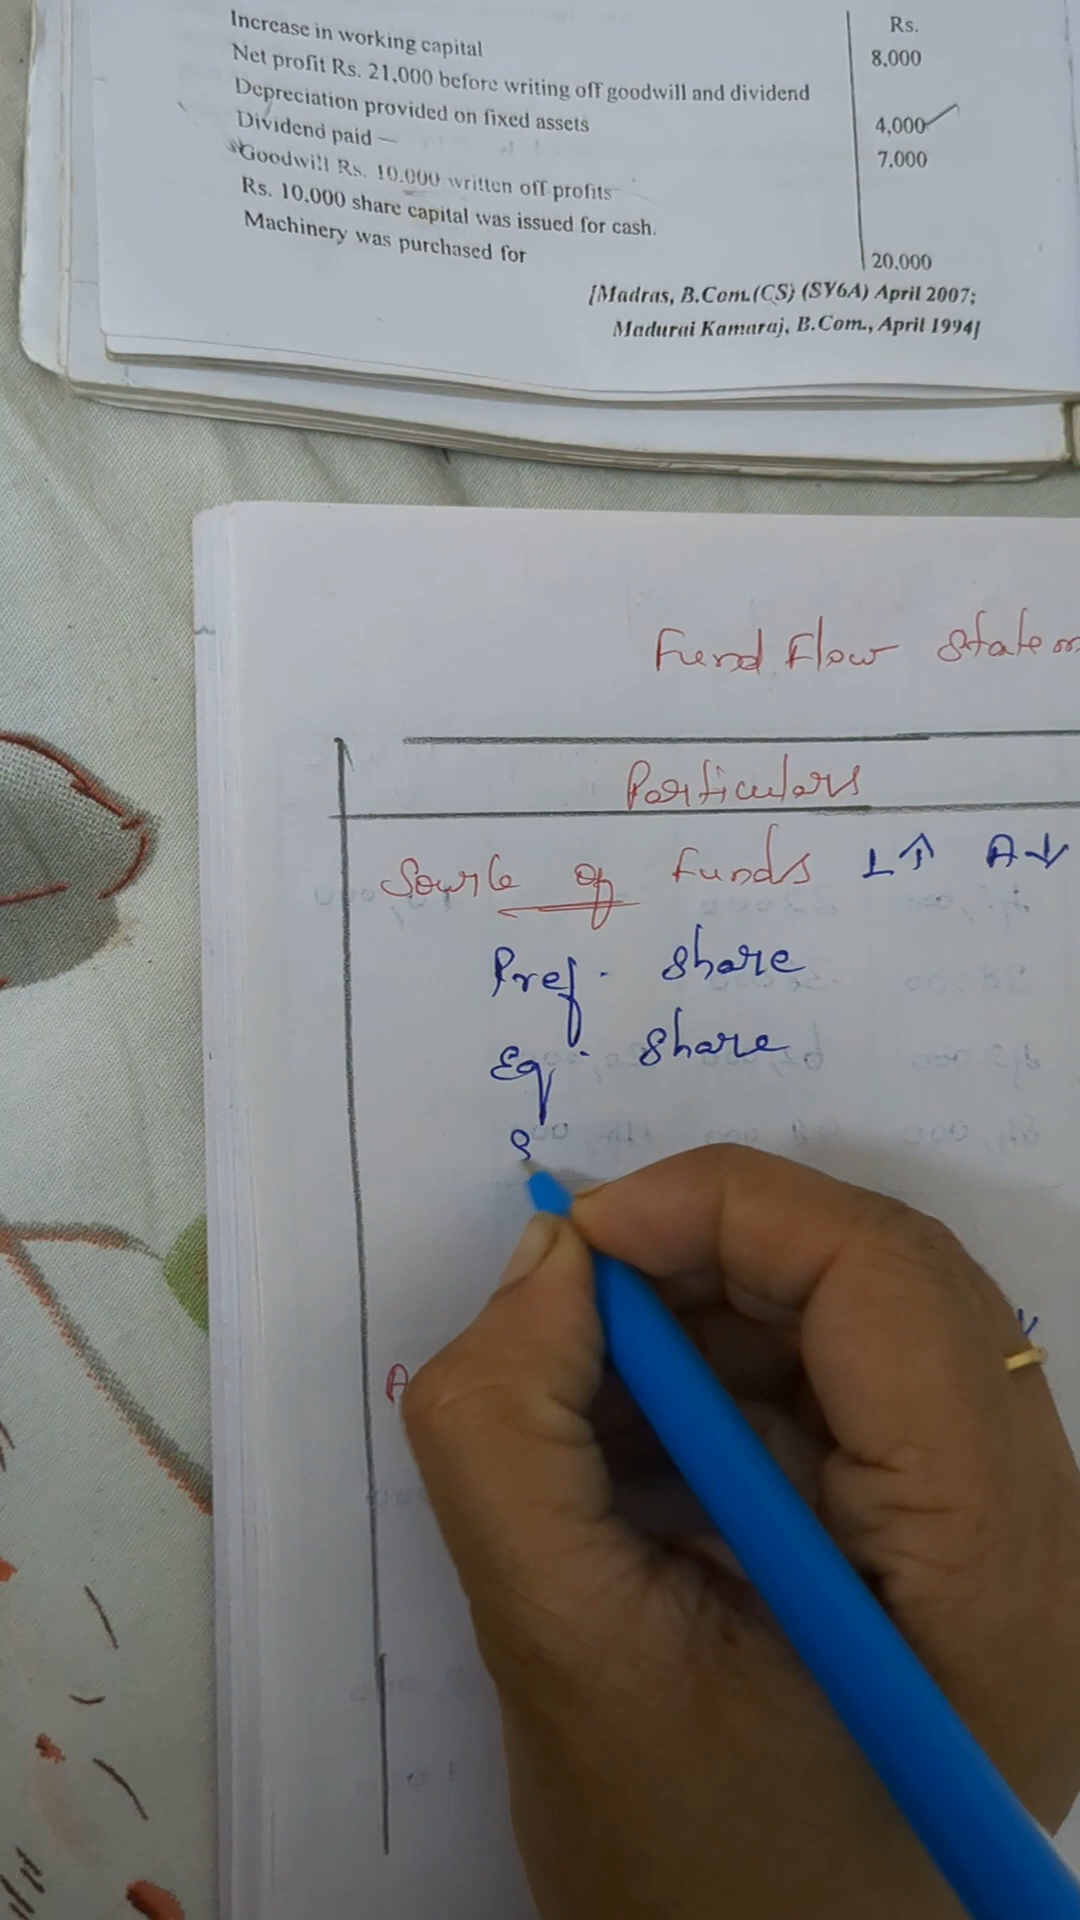 Rs.
Increase in working capital 8,000
Net profit Rs. 21,000 before writing off goodwill and dividend
Depreciation provided on fixed assets 4,000
Dividend paid — 7.000
Goodwill Rs. 10.000 written off profits
Rs. 10,000 share capital was issued for cash.
Machinery was purchased for 20.000
[Madras, B.Com.(CS) (SY6A) April 2007;
Madurai Kamaraj, B.Com., April 1994]
Fund Flow Statem
Particulars
Source of Funds L↑ A↓
Pref. Share
Eq. Share
A